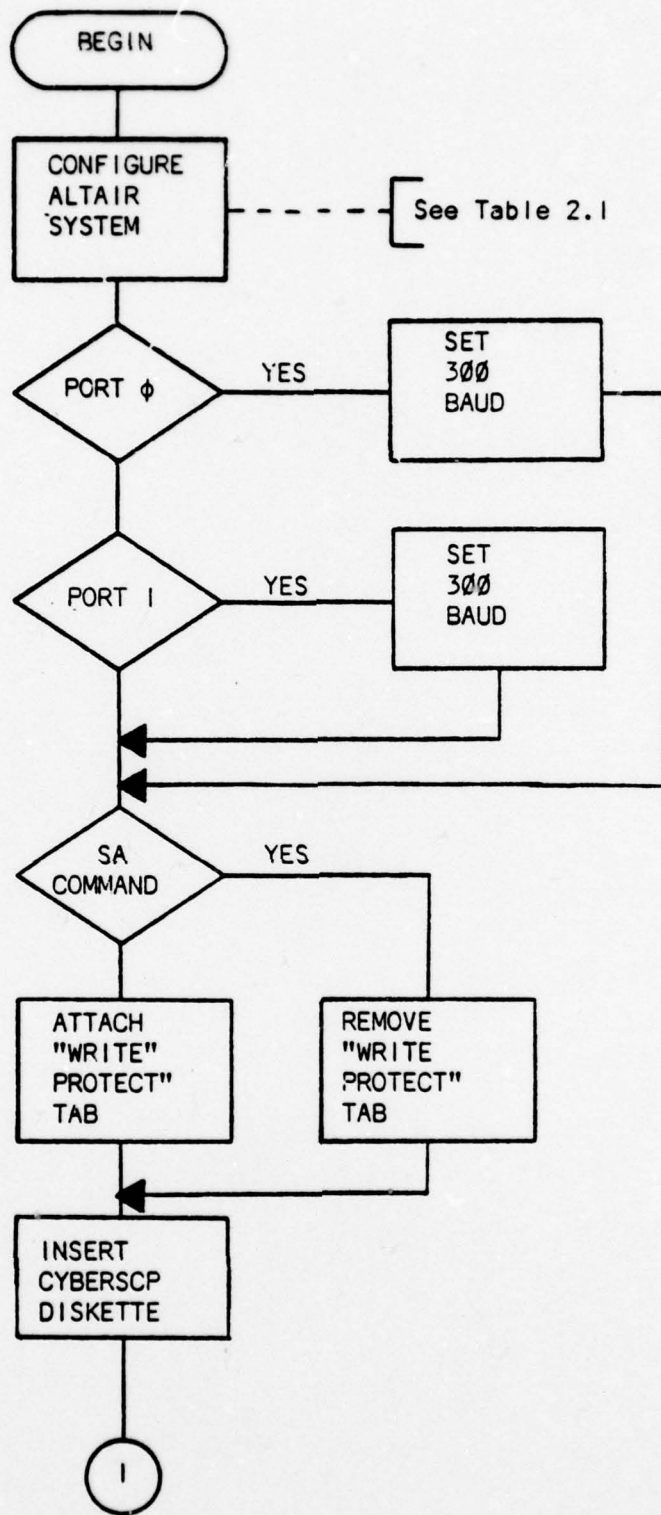 BEGIN
CONFIGURE
ALTAIR
SYSTEM
See Table 2.1
PORT ϕ
YES
SET
3ØØ
BAUD
PORT 1
YES
SET
3ØØ
BAUD
SA
COMMAND
YES
ATTACH
"WRITE"
PROTECT"
TAB
REMOVE
"WRITE
PROTECT"
TAB
INSERT
CYBERSCP
DISKETTE
1